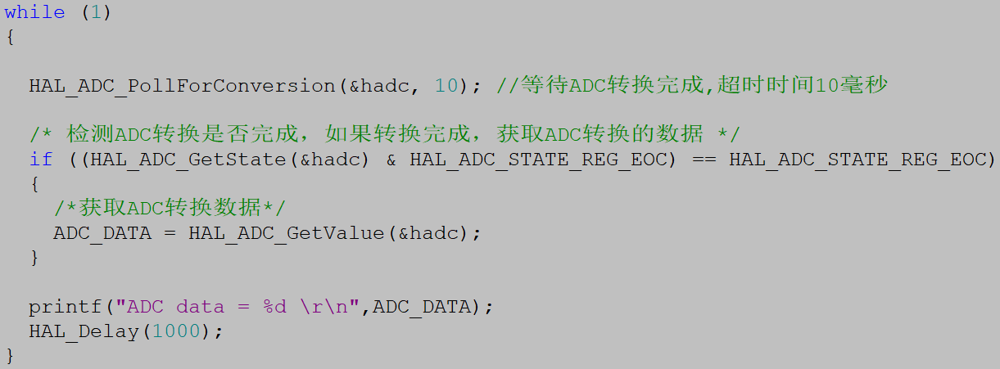 while (1)
{
HAL_ADC_PollForConversion(&hadc, 10); //等待ADC转换完成,超时时间10毫秒
/* 检测ADC转换是否完成，如果转换完成，获取ADC转换的数据 */
if ((HAL_ADC_GetState(&hadc) & HAL_ADC_STATE_REG_EOC) == HAL_ADC_STATE_REG_EOC)
{
/*获取ADC转换数据*/
ADC_DATA = HAL_ADC_GetValue(&hadc);
}
printf("ADC data = %d \r\n",ADC_DATA);
HAL_Delay(1000);
}